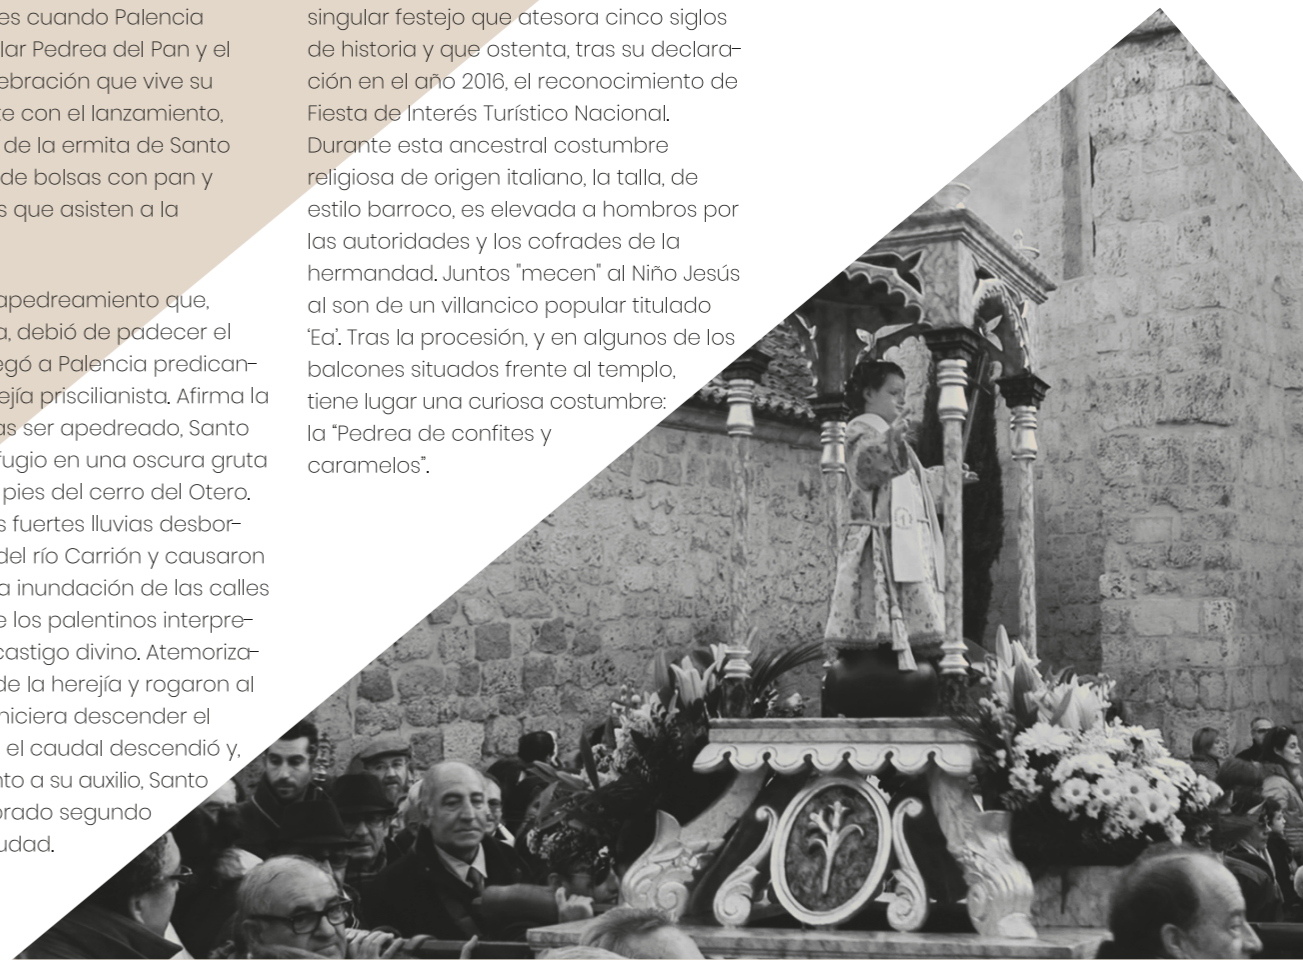 es cuando Palencia
lar Pedrea del Pan y el
ebración que vive su
te con el lanzamiento,
de la ermita de Santo
de bolsas con pan y
s que asisten a la
apedreamiento que,
a, debió de padecer el
egó a Palencia predican-
ejía priscilianista. Afirma la
as ser apedreado, Santo
fugio en una oscura gruta
pies del cerro del Otero.
s fuertes lluvias desbor-
del río Carrión y causaron
a inundación de las calles
e los palentinos interpre-
castigo divino. Atemoriza-
de la herejía y rogaron al
hiciera descender el
el caudal descendió y,
nto a su auxilio, Santo
brado segundo
udad.
singular festejo que atesora cinco siglos
de historia y que ostenta, tras su declara-
ción en el año 2016, el reconocimiento de
Fiesta de Interés Turístico Nacional.
Durante esta ancestral costumbre
religiosa de origen italiano, la talla, de
estilo barroco, es elevada a hombros por
las autoridades y los cofrades de la
hermandad. Juntos "mecen" al Niño Jesús
al son de un villancico popular titulado
‘Ea’. Tras la procesión, y en algunos de los
balcones situados frente al templo,
tiene lugar una curiosa costumbre:
la “Pedrea de confites y
caramelos”.